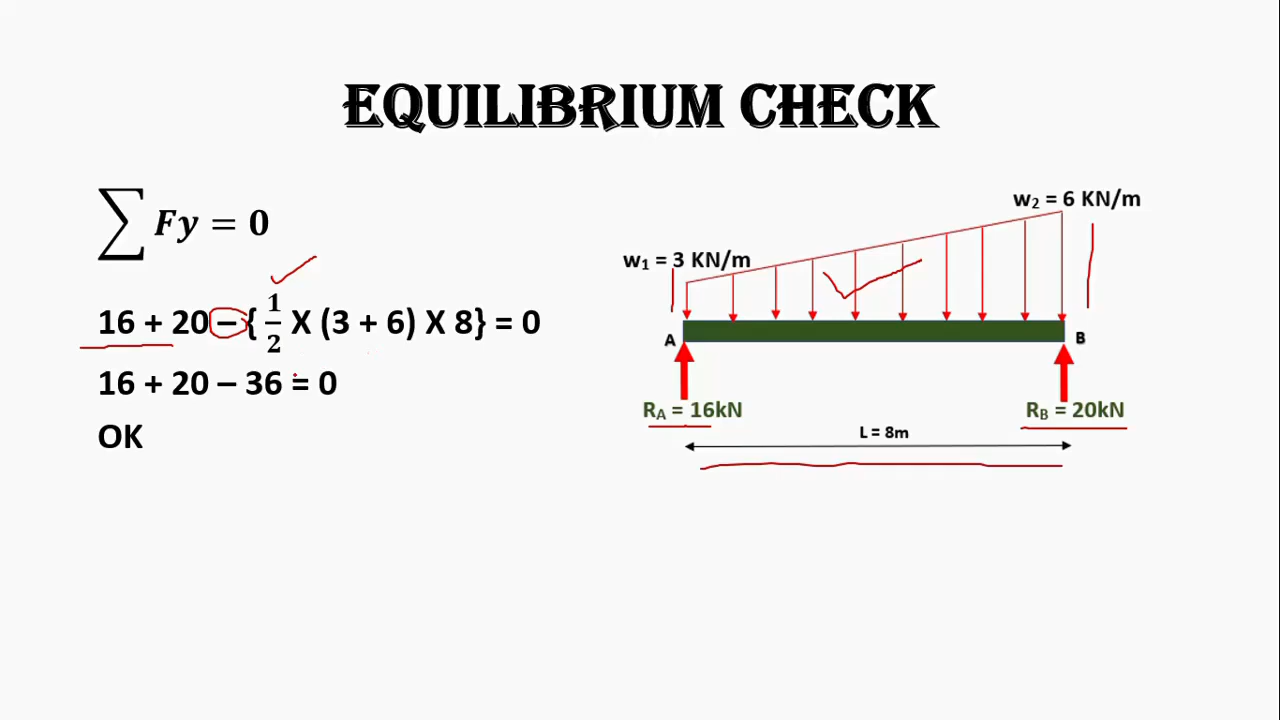 EQUILIBRIUM CHECK
∑ Fy = 0
16 + 20 – { 1/2 X (3 + 6) X 8} = 0
16 + 20 – 36 = 0
OK
w₂ = 6 KN/m
w₁ = 3 KN/m
A
B
R_A = 16kN
R_B = 20kN
L = 8m